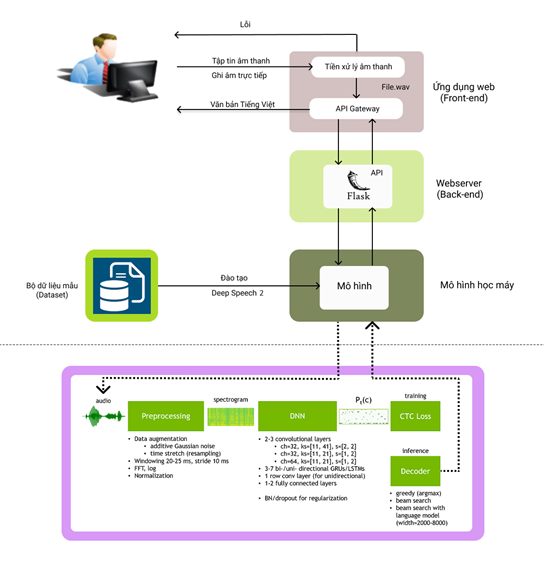 Lỗi
Tập tin âm thanh
Ghi âm trực tiếp
Tiền xử lý âm thanh
File.wav
Văn bản Tiếng Việt
API Gateway
Ứng dụng web
(Front-end)
API
Flask
Webserver
(Back-end)
Bộ dữ liệu mẫu
(Dataset)
Đào tạo
Deep Speech 2
Mô hình
Mô hình học máy
audio
Preprocessing
spectrogram
DNN
Pt(c)
training
CTC Loss
• Data augmentation
• additive Gaussian noise
• time stretch (resampling)
• Windowing 20-25 ms, stride 10 ms
• FFT, log
• Normalization
• 2-3 convolutional layers
• ch=32, ks=[11, 41], s=[2, 2]
• ch=32, ks=[11, 21], s=[1, 2]
• ch=64, ks=[11, 21], s=[1, 2]
• 3-7 bi-/uni- directional GRUs/LSTMs
• 1 row conv layer (for unidirectional)
• 1-2 fully connected layers
• BN/dropout for regularization
inference
Decoder
• greedy (argmax)
• beam search
• beam search with
language model
(width=2000-8000)